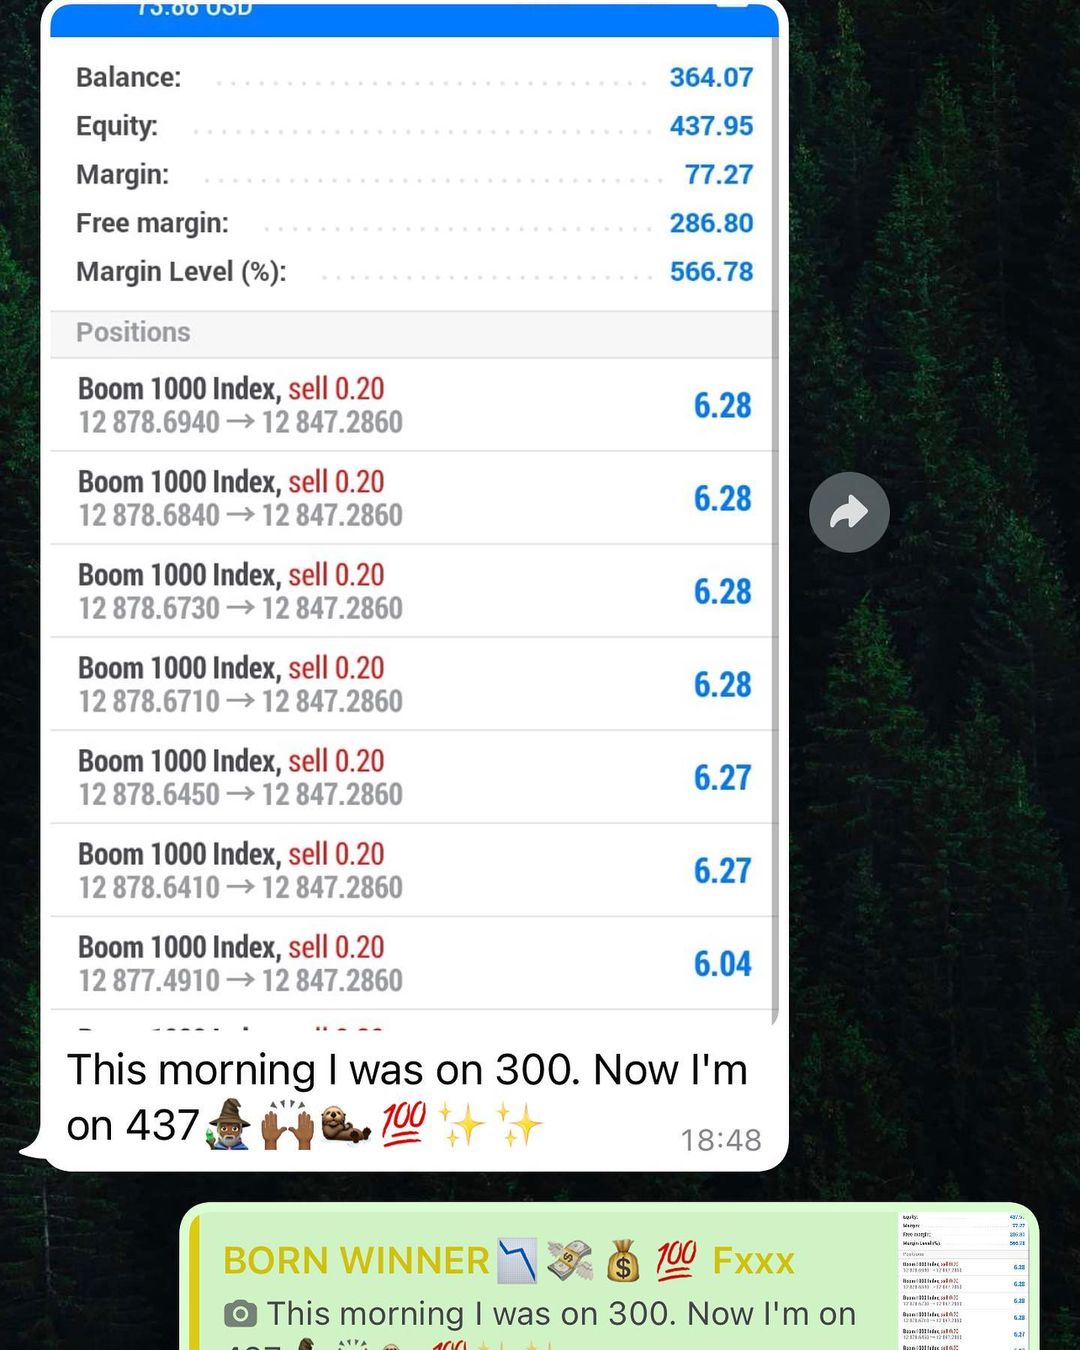 73.88 USD
Balance: 364.07
Equity: 437.95
Margin: 77.27
Free margin: 286.80
Margin Level (%): 566.78
Positions
Boom 1000 Index, sell 0.20
12 878.6940 → 12 847.2860 6.28
Boom 1000 Index, sell 0.20
12 878.6840 → 12 847.2860 6.28
Boom 1000 Index, sell 0.20
12 878.6730 → 12 847.2860 6.28
Boom 1000 Index, sell 0.20
12 878.6710 → 12 847.2860 6.28
Boom 1000 Index, sell 0.20
12 878.6450 → 12 847.2860 6.27
Boom 1000 Index, sell 0.20
12 878.6410 → 12 847.2860 6.27
Boom 1000 Index, sell 0.20
12 877.4910 → 12 847.2860 6.04
This morning I was on 300. Now I'm
on 437🧙🏾‍♂️🙌🏾🦦💯✨✨
18:48
BORN WINNER📉💸💰💯 Fxxx
📷 This morning I was on 300. Now I'm on